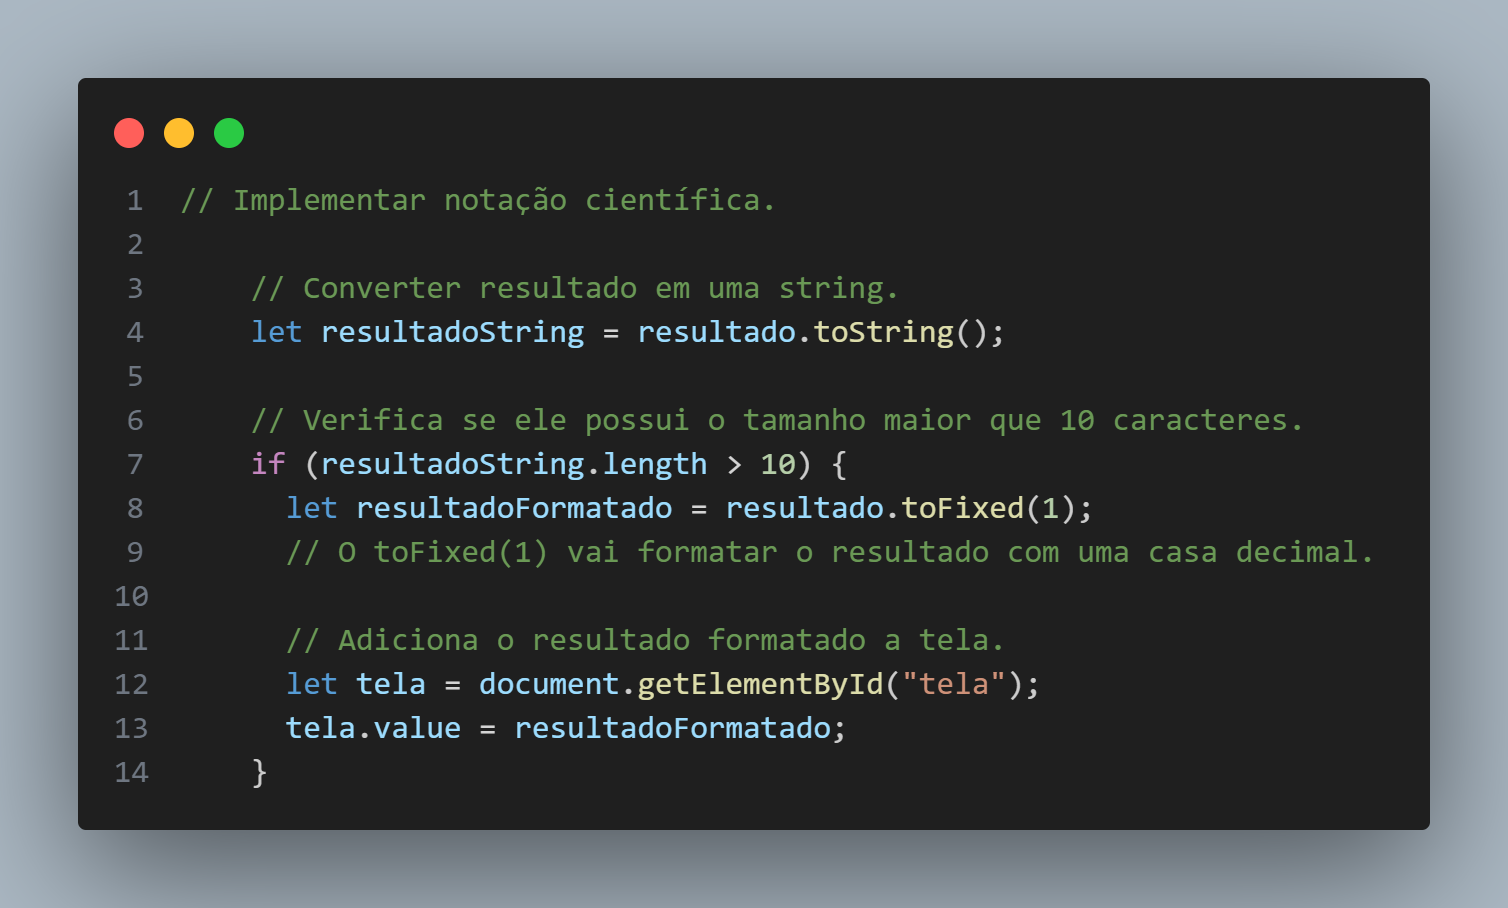 1 // Implementar notação científica.
2
3 // Converter resultado em uma string.
4 let resultadoString = resultado.toString();
5
6 // Verifica se ele possui o tamanho maior que 10 caracteres.
7 if (resultadoString.length > 10) {
8 let resultadoFormatado = resultado.toFixed(1);
9 // O toFixed(1) vai formatar o resultado com uma casa decimal.
10
11 // Adiciona o resultado formatado a tela.
12 let tela = document.getElementById("tela");
13 tela.value = resultadoFormatado;
14 }